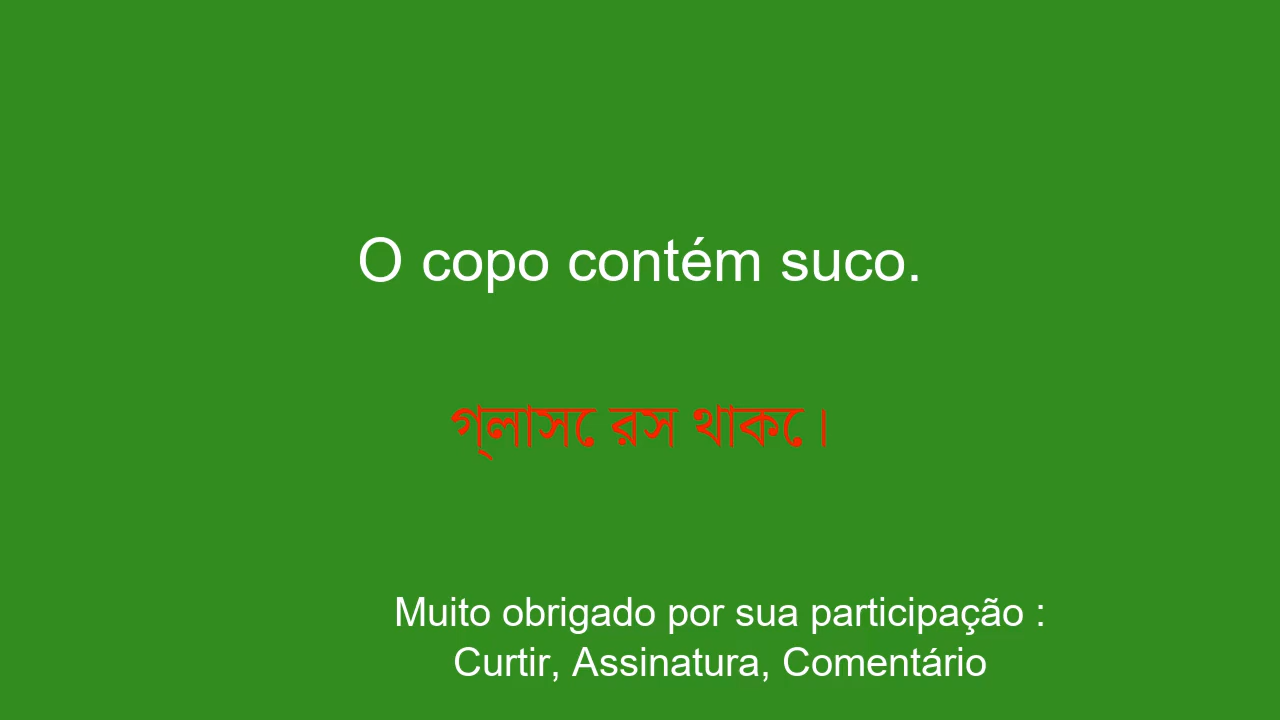 O copo contém suco.
গ্লাসে রস থাকে।
Muito obrigado por sua participação :
Curtir, Assinatura, Comentário